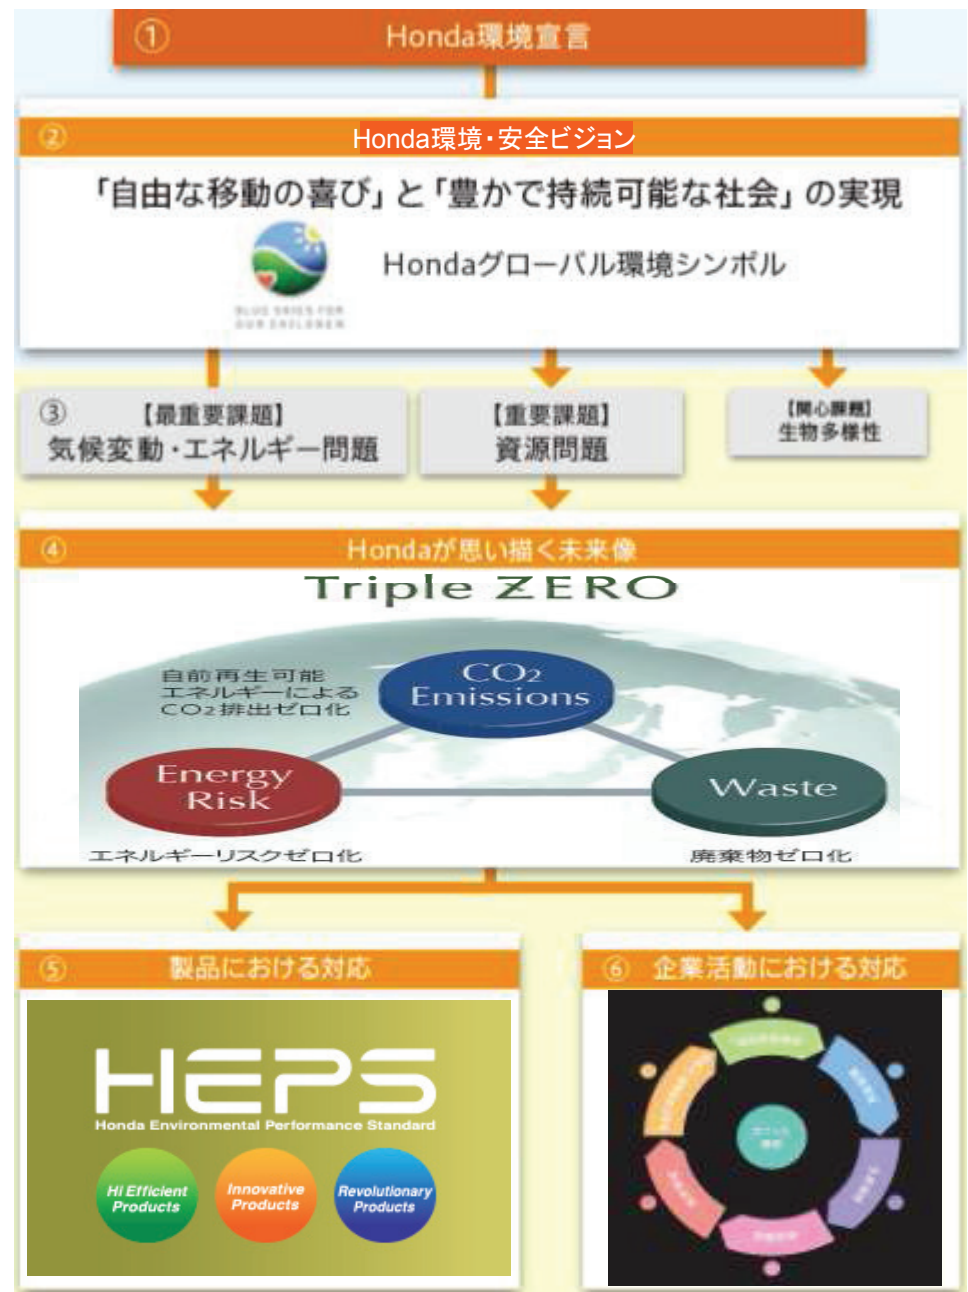 ① Honda環境宣言
② Honda環境・安全ビジョン
「自由な移動の喜び」と「豊かで持続可能な社会」の実現
Hondaグローバル環境シンボル
BLUE SKIES FOR
OUR CHILDREN
③ 【最重要課題】
気候変動・エネルギー問題
【重要課題】
資源問題
【関心課題】
生物多様性
④ Hondaが思い描く未来像
Triple ZERO
自前再生可能
エネルギーによる
CO2排出ゼロ化
CO2
Emissions
Energy
Risk
Waste
エネルギーリスクゼロ化
廃棄物ゼロ化
⑤ 製品における対応
HEPS
Honda Environmental Performance Standard
Hi Efficient
Products
Innovative
Products
Revolutionary
Products
⑥ 企業活動における対応